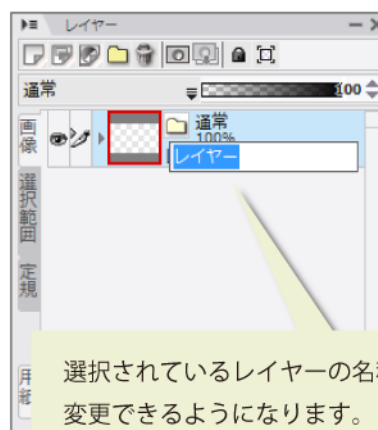 レイヤー
通常
100
画像
通常
100%
レイヤー
選択範囲
定規
用紙
選択されているレイヤーの名
変更できるようになります。